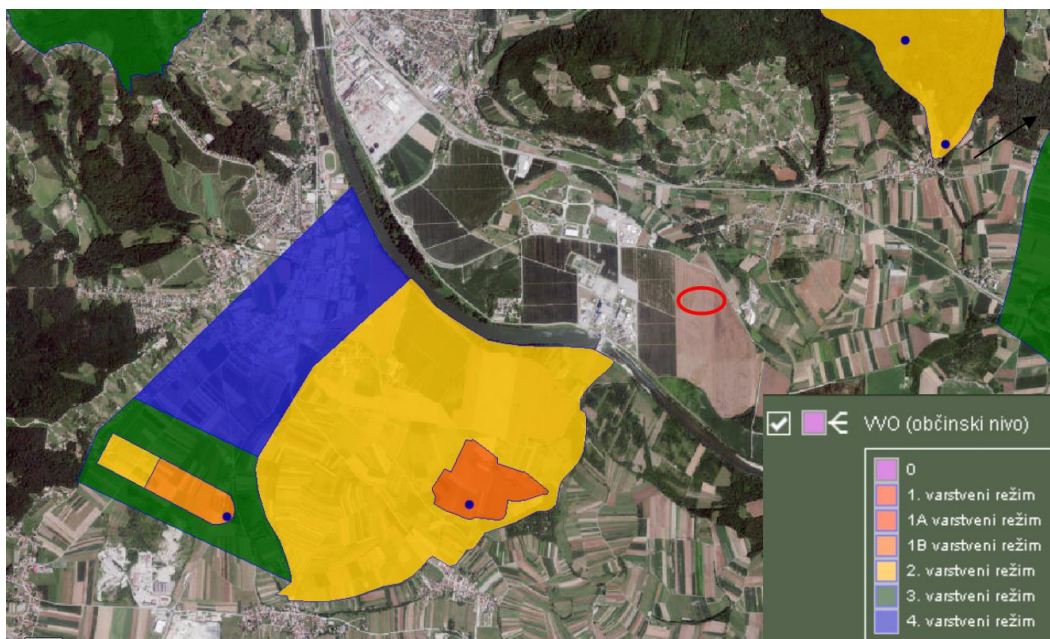 VVO (občinski nivo)
0
1. varstveni režim
1A varstveni režim
1B varstveni režim
2. varstveni režim
3. varstveni režim
4. varstveni režim